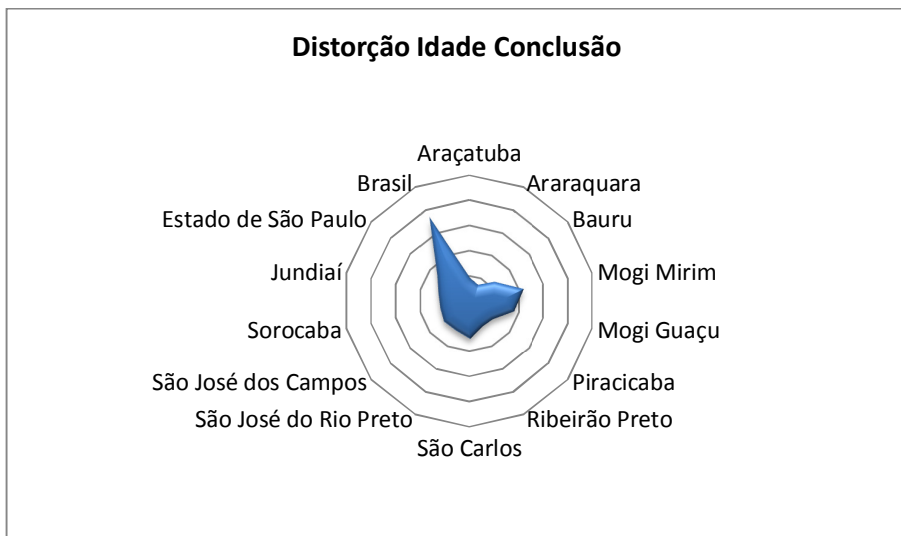 Distorção Idade Conclusão
Araçatuba
Araraquara
Bauru
Mogi Mirim
Mogi Guaçu
Piracicaba
Ribeirão Preto
São Carlos
São José do Rio Preto
São José dos Campos
Sorocaba
Jundiaí
Estado de São Paulo
Brasil